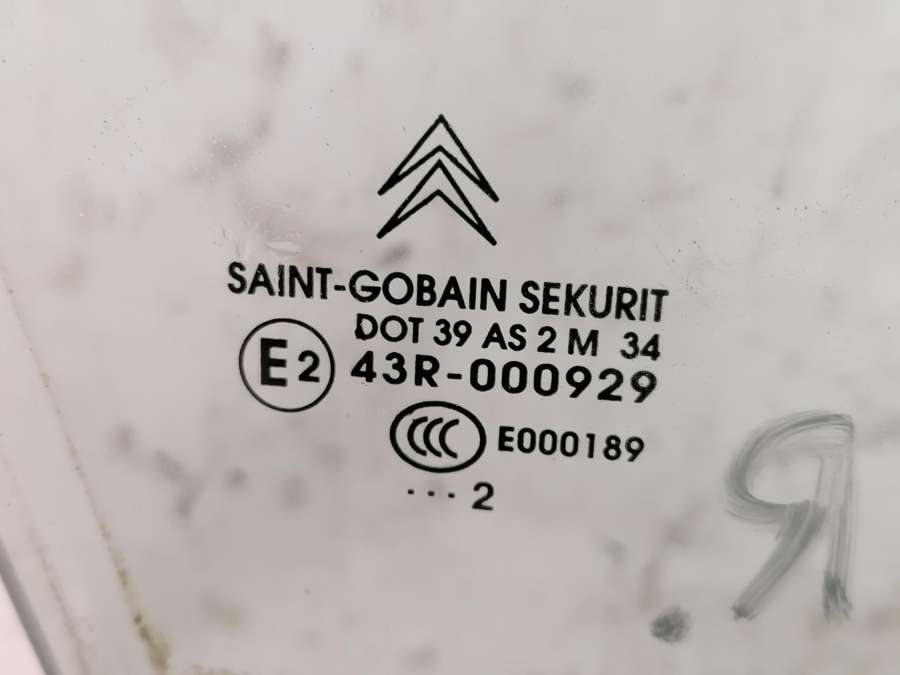 SAINT-GOBAIN SEKURIT
DOT 39 AS 2 M 34
E2 43R-000929
CCC E000189
... 2
Я.